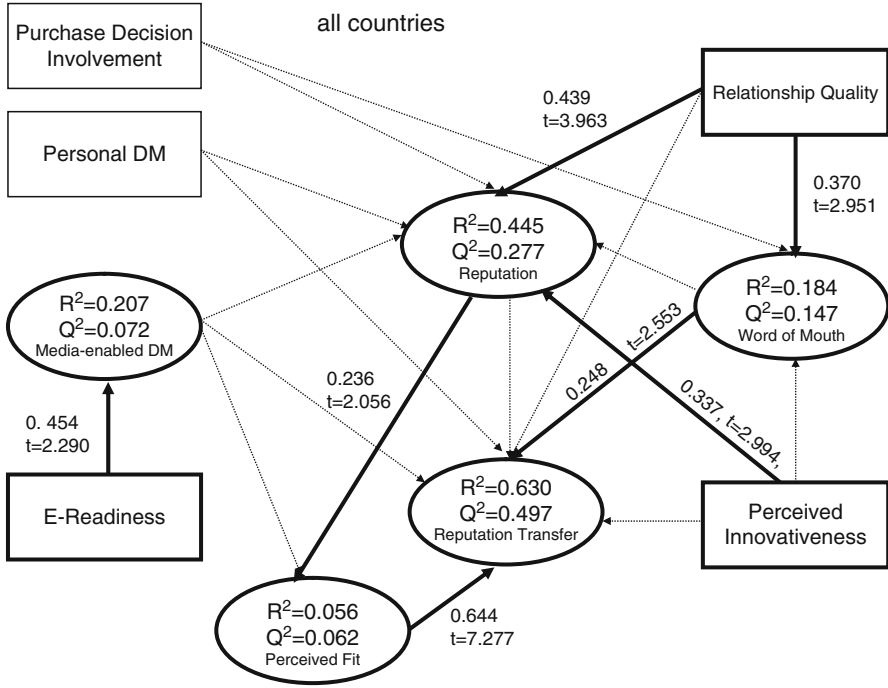 Purchase Decision
Involvement
all countries
Relationship Quality
0.439
t=3.963
Personal DM
0.370
t=2.951
R²=0.445
Q²=0.277
Reputation
R²=0.184
Q²=0.147
Word of Mouth
R²=0.207
Q²=0.072
Media-enabled DM
t=2.553
0.248
0.236
t=2.056
0.337, t=2.994,
0. 454
t=2.290
E-Readiness
R²=0.630
Q²=0.497
Reputation Transfer
Perceived
Innovativeness
R²=0.056
Q²=0.062
Perceived Fit
0.644
t=7.277